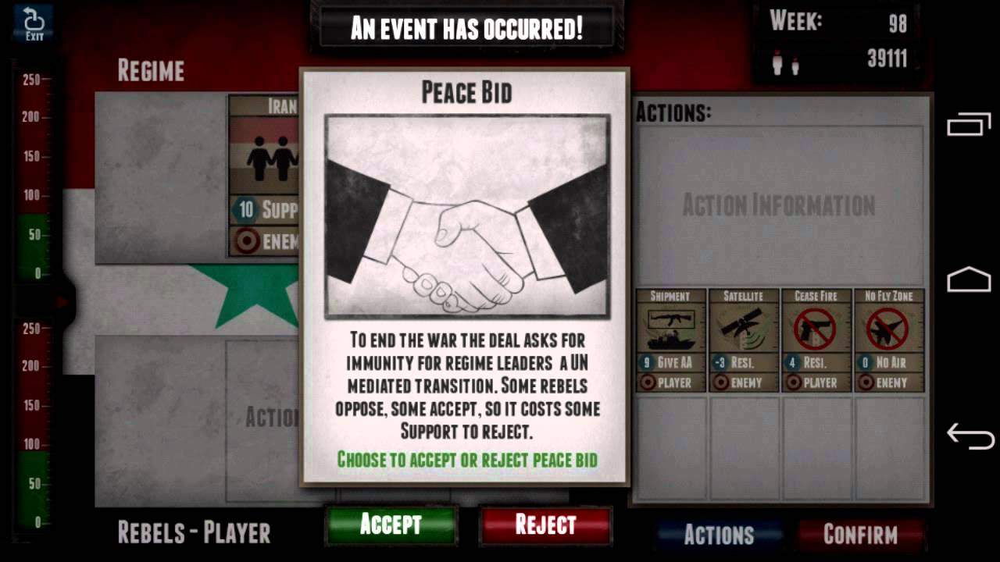 Exit
AN EVENT HAS OCCURRED!
WEEK: 98
39111
REGIME
250
200
150
100
50
0
IRAN
10 SUPP
ENEM
PEACE BID
TO END THE WAR THE DEAL ASKS FOR
IMMUNITY FOR REGIME LEADERS A UN
MEDIATED TRANSITION. SOME REBELS
OPPOSE, SOME ACCEPT, SO IT COSTS SOME
SUPPORT TO REJECT.
CHOOSE TO ACCEPT OR REJECT PEACE BID
ACCEPT
REJECT
ACTIONS:
ACTION INFORMATION
SHIPMENT SATELLITE CEASE FIRE NO FLY ZONE
9 GIVE AA -3 RESI. 4 RESI. 0 NO AIR
PLAYER ENEMY PLAYER ENEMY
250
200
150
100
50
0
ACTION
REBELS - PLAYER
ACTIONS
CONFIRM